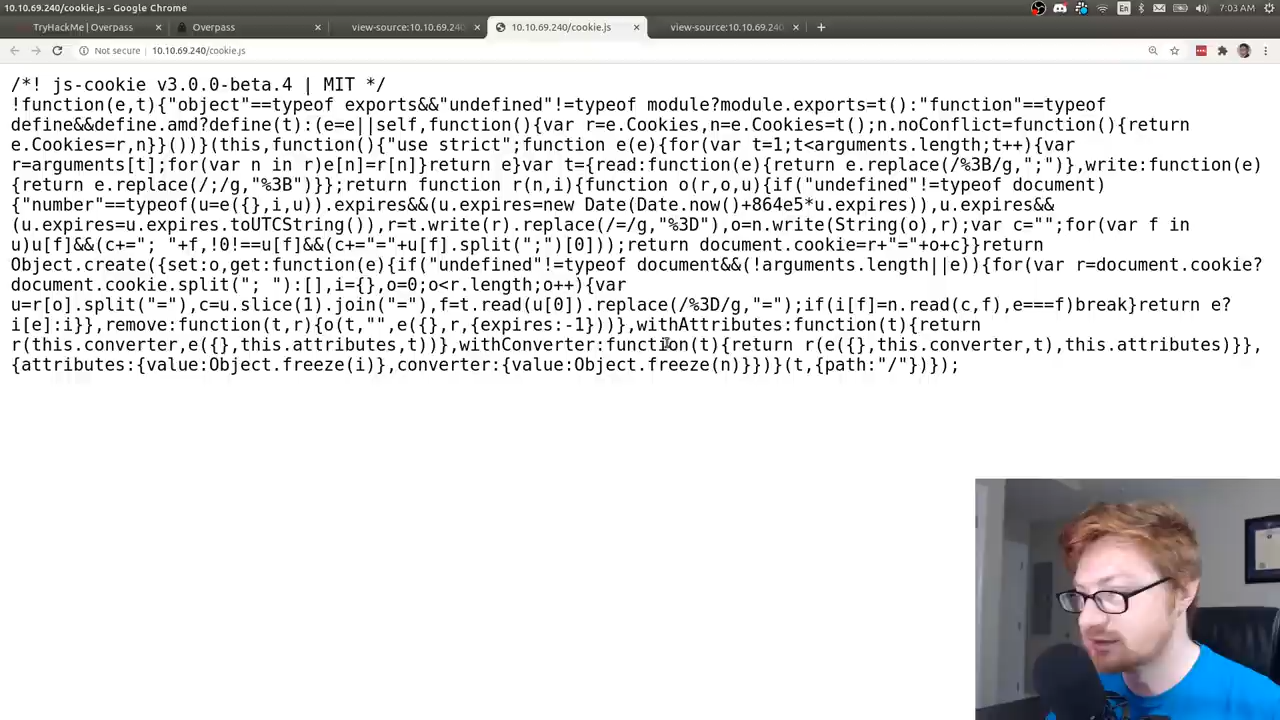 10.10.69.240/cookie.js - Google Chrome
En
7:03 AM
TryHackMe | Overpass
Overpass
view-source:10.10.69.240/
10.10.69.240/cookie.js
view-source:10.10.69.240/
Not secure | 10.10.69.240/cookie.js
/*! js-cookie v3.0.0-beta.4 | MIT */
!function(e,t){"object"==typeof exports&&"undefined"!=typeof module?module.exports=t():"function"==typeof
define&&define.amd?define(t):(e=e||self,function(){var r=e.Cookies,n=e.Cookies=t();n.noConflict=function(){return
e.Cookies=r,n}}())}(this,function(){"use strict";function e(e){for(var t=1;t<arguments.length;t++){var
r=arguments[t];for(var n in r)e[n]=r[n]}return e}var t={read:function(e){return e.replace(/%3B/g,";")},write:function(e)
{return e.replace(/;/g,"%3B")}};return function r(n,i){function o(r,o,u){if("undefined"!=typeof document)
{"number"==typeof(u=e({},i,u)).expires&&(u.expires=new Date(Date.now()+864e5*u.expires)),u.expires&&
(u.expires=u.expires.toUTCString()),r=t.write(r).replace(/=/g,"%3D"),o=n.write(String(o),r);var c="";for(var f in
u)u[f]&&(c+="; "+f,!0!==u[f]&&(c+="="+u[f].split(";")[0]));return document.cookie=r+"="+o+c}}return
Object.create({set:o,get:function(e){if("undefined"!=typeof document&&(!arguments.length||e)){for(var r=document.cookie?
document.cookie.split("; "):[],i={},o=0;o<r.length;o++){var
u=r[o].split("="),c=u.slice(1).join("="),f=t.read(u[0]).replace(/%3D/g,"=");if(i[f]=n.read(c,f),e===f)break}return e?
i[e]:i}},remove:function(t,r){o(t,"",e({},r,{expires:-1}))},withAttributes:function(t){return
r(this.converter,e({},this.attributes,t))},withConverter:function(t){return r(e({},this.converter,t),this.attributes)}},
{attributes:{value:Object.freeze(i)},converter:{value:Object.freeze(n)}})}(t,{path:"/"})});